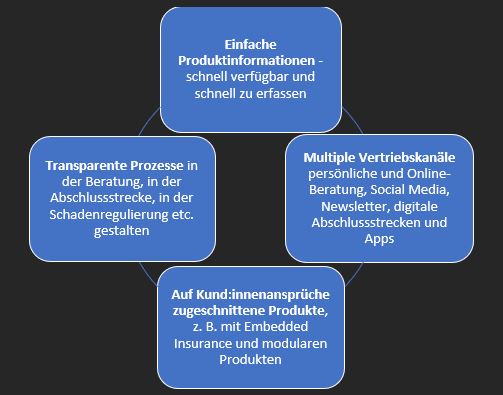 Einfache
Produktinformationen -
schnell verfügbar und
schnell zu erfassen
Multiple Vertriebskanäle
persönliche und Online-
Beratung, Social Media,
Newsletter, digitale
Abschlussstrecken und
Apps
Auf Kund:innenansprüche
zugeschnittene Produkte,
z. B. mit Embedded
Insurance und modularen
Produkten
Transparente Prozesse in
der Beratung, in der
Abschlussstrecke, in der
Schadenregulierung etc.
gestalten